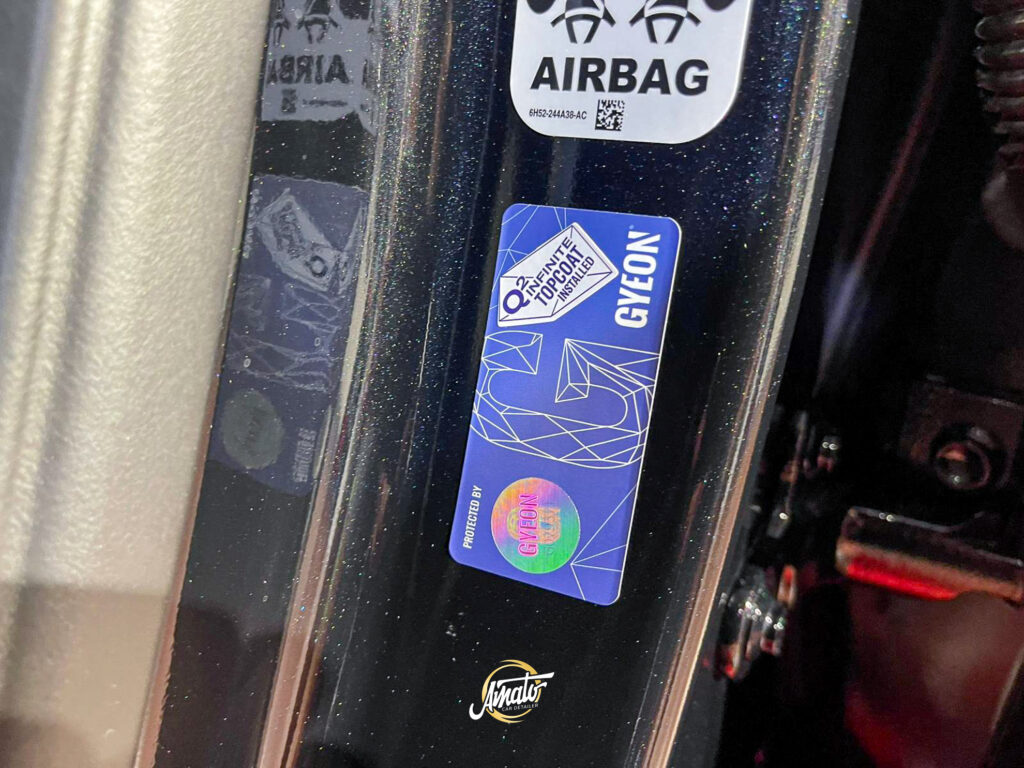 AIRBAG
6H52-244A38-AC
GYEON
Q2 INFINITE
TOPCOAT
INSTALLED
PROTECTED BY
GYEON
Amato
CAR DETAILER